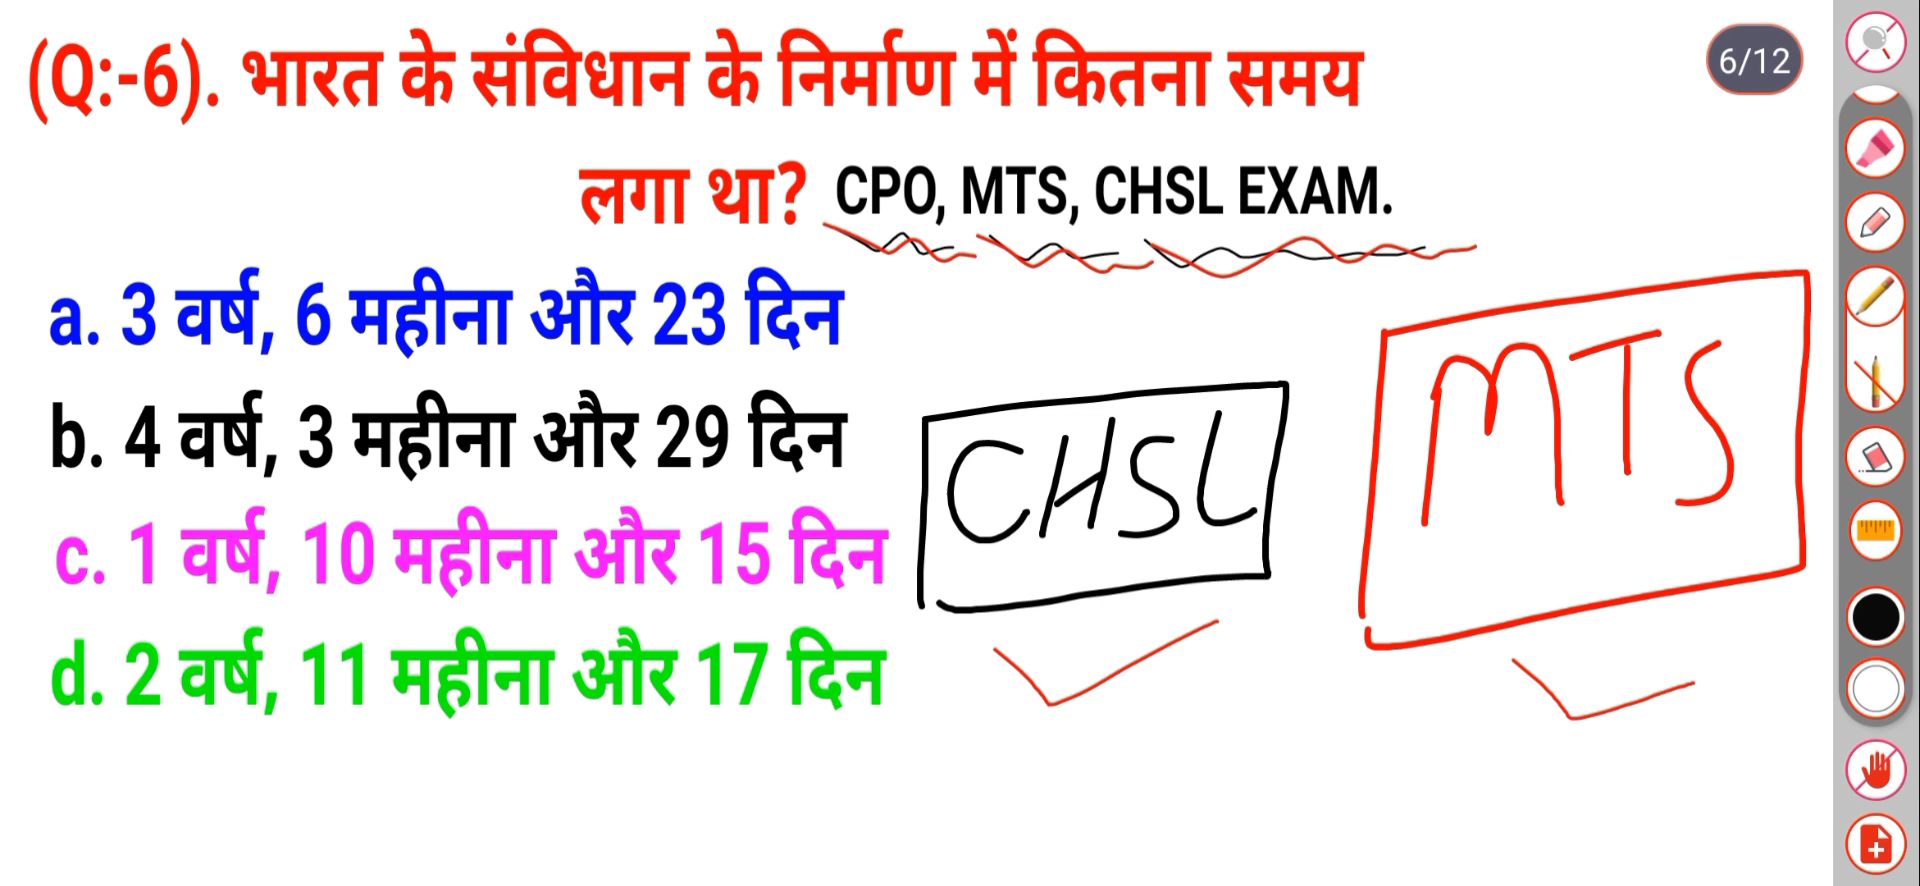 (Q:-6). भारत के संविधान के निर्माण में कितना समय
6/12
लगा था? CPO, MTS, CHSL EXAM.
a. 3 वर्ष, 6 महीना और 23 दिन
b. 4 वर्ष, 3 महीना और 29 दिन
c. 1 वर्ष, 10 महीना और 15 दिन
d. 2 वर्ष, 11 महीना और 17 दिन
CHSL
MTS